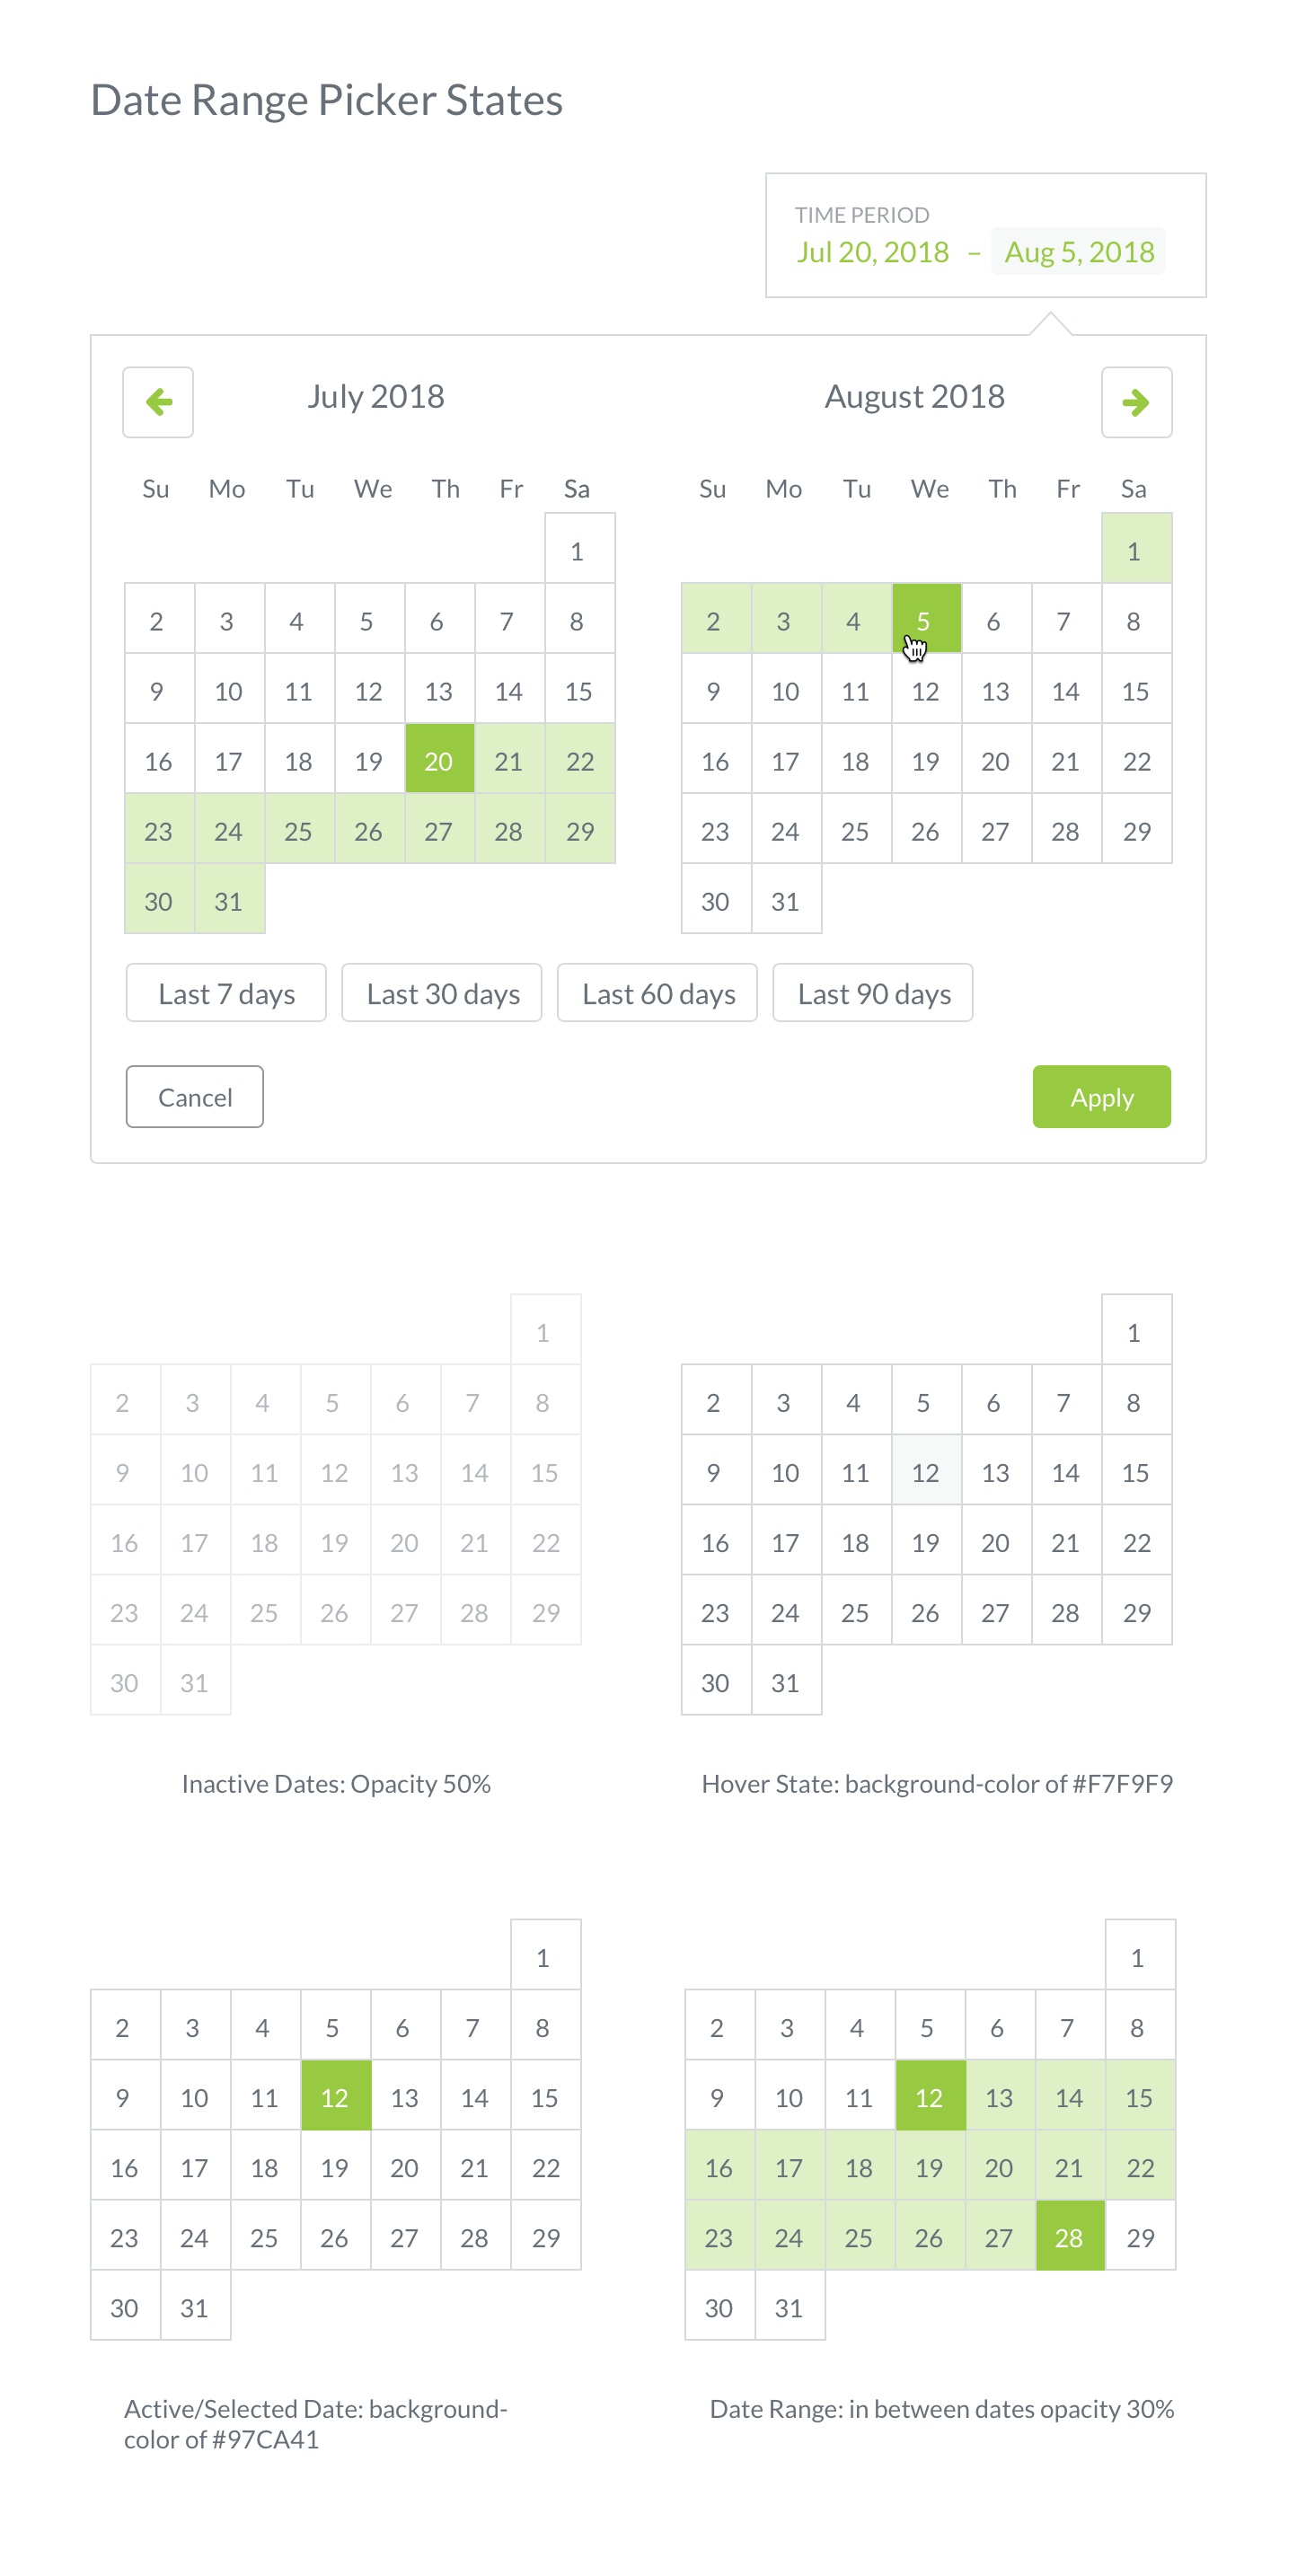 Date Range Picker States
TIME PERIOD
Jul 20, 2018 – Aug 5, 2018
July 2018
Su Mo Tu We Th Fr Sa
1
2 3 4 5 6 7 8
9 10 11 12 13 14 15
16 17 18 19 20 21 22
23 24 25 26 27 28 29
30 31
August 2018
Su Mo Tu We Th Fr Sa
1
2 3 4 5 6 7 8
9 10 11 12 13 14 15
16 17 18 19 20 21 22
23 24 25 26 27 28 29
30 31
Last 7 days
Last 30 days
Last 60 days
Last 90 days
Cancel
Apply
1
2 3 4 5 6 7 8
9 10 11 12 13 14 15
16 17 18 19 20 21 22
23 24 25 26 27 28 29
30 31
Inactive Dates: Opacity 50%
1
2 3 4 5 6 7 8
9 10 11 12 13 14 15
16 17 18 19 20 21 22
23 24 25 26 27 28 29
30 31
Hover State: background-color of #F7F9F9
1
2 3 4 5 6 7 8
9 10 11 12 13 14 15
16 17 18 19 20 21 22
23 24 25 26 27 28 29
30 31
Active/Selected Date: background-
color of #97CA41
1
2 3 4 5 6 7 8
9 10 11 12 13 14 15
16 17 18 19 20 21 22
23 24 25 26 27 28 29
30 31
Date Range: in between dates opacity 30%